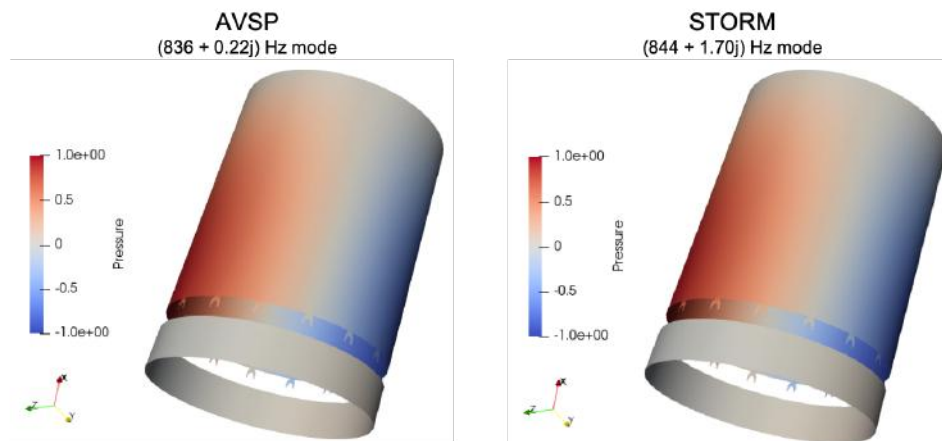 AVSP
(836 + 0.22j) Hz mode
1.0e+00
0.5
0
-0.5
-1.0e+00
Pressure
X
Z
Y
STORM
(844 + 1.70j) Hz mode
1.0e+00
0.5
0
-0.5
-1.0e+00
Pressure
X
Z
Y